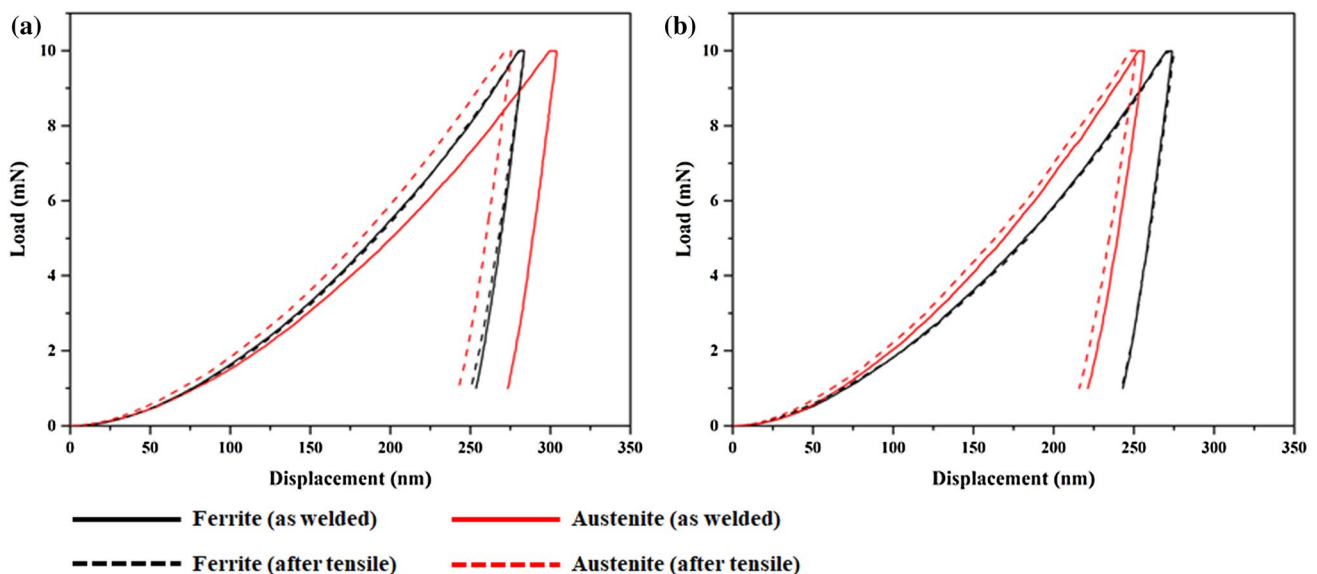 (a)
10
8
6
4
2
0
Load (mN)
0 50 100 150 200 250 300 350
Displacement (nm)
(b)
10
8
6
4
2
0
Load (mN)
0 50 100 150 200 250 300 350
Displacement (nm)
Ferrite (as welded) Austenite (as welded)
Ferrite (after tensile) Austenite (after tensile)